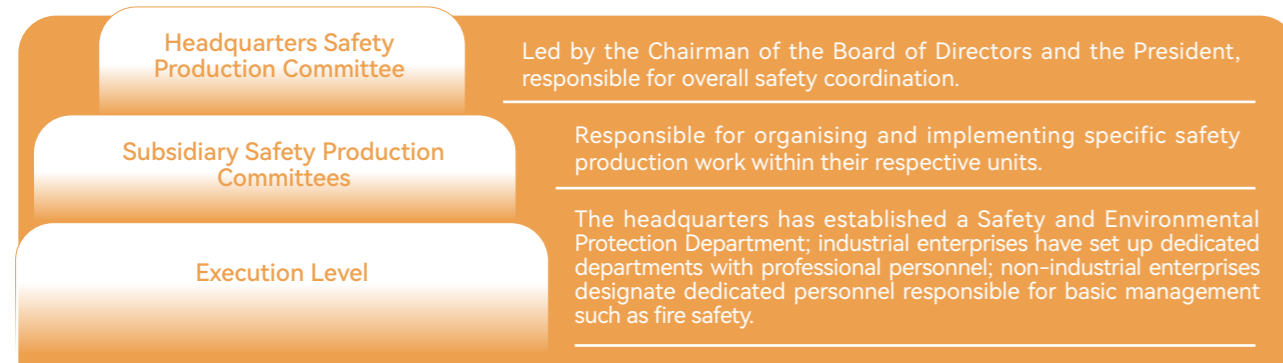 Headquarters Safety
Production Committee
Led by the Chairman of the Board of Directors and the President,
responsible for overall safety coordination.
Subsidiary Safety Production
Committees
Responsible for organising and implementing specific safety
production work within their respective units.
Execution Level
The headquarters has established a Safety and Environmental
Protection Department; industrial enterprises have set up dedicated
departments with professional personnel; non-industrial enterprises
designate dedicated personnel responsible for basic management
such as fire safety.